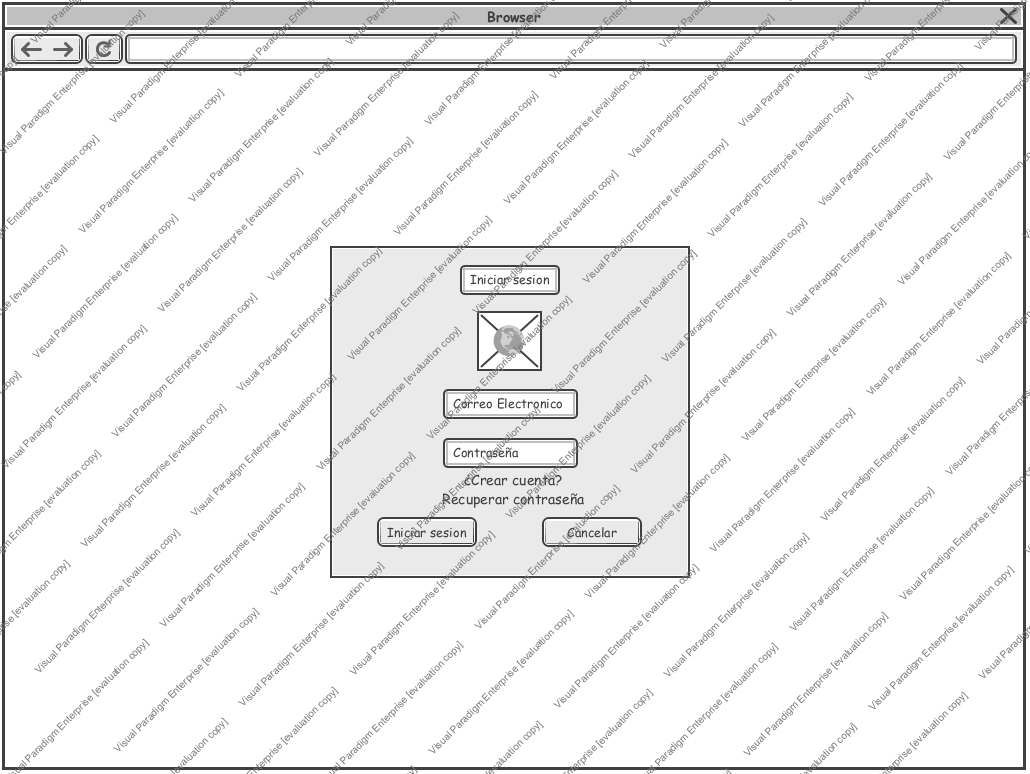 Browser
Iniciar sesion
Correo Electronico
Contraseña
¿Crear cuenta?
Recuperar contraseña
Iniciar sesion
Cancelar
Visual Paradigm Enterprise [evaluation copy]